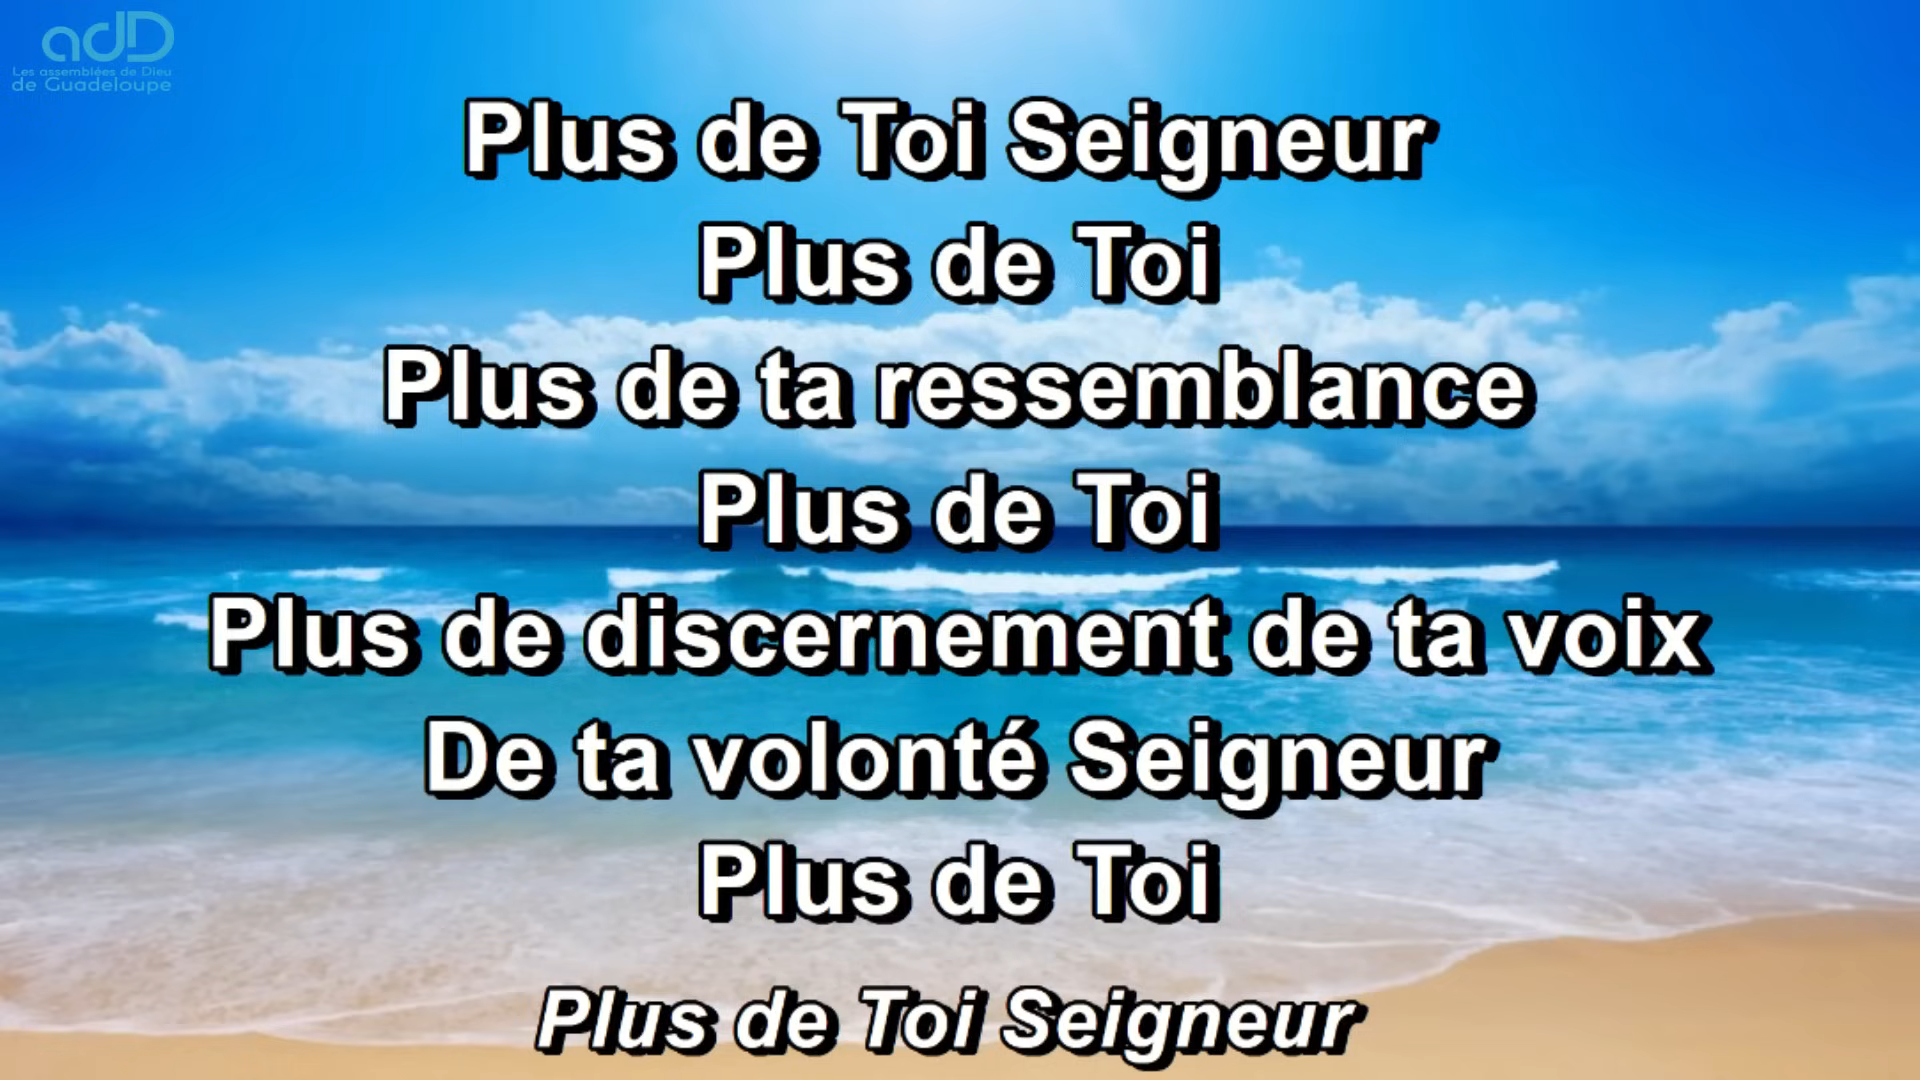 adD
Les assemblées de Dieu
de Guadeloupe
Plus de Toi Seigneur
Plus de Toi
Plus de ta ressemblance
Plus de Toi
Plus de discernement de ta voix
De ta volonté Seigneur
Plus de Toi
Plus de Toi Seigneur